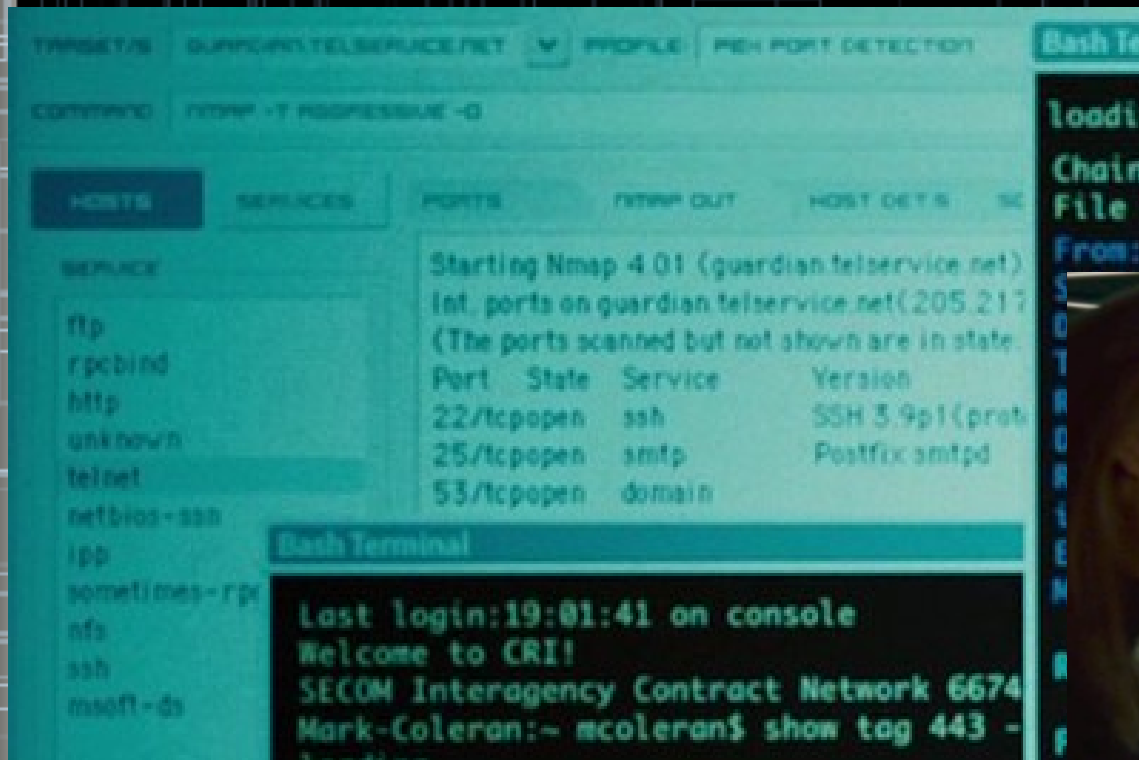 TARGET/S GUARDIAN.TELSERVICE.NET PROFILE: MEX PORT DETECTION
COMMAND NMAP -T AGGRESSIVE -O
HOSTS SERVICES PORTS NMAP OUT HOST DETS
SERVICE
ftp
rpcbind
http
unknown
telnet
netbios-ssn
ipp
sometimes-rpc
nfs
ssh
msoft-ds
Starting Nmap 4.01 (guardian.telservice.net)
Int. ports on guardian.telservice.net(205.217
(The ports scanned but not shown are in state.
Port State Service Version
22/tcpopen ssh SSH 3.9p1(prot
25/tcpopen smtp Postfix smtpd
53/tcpopen domain
Bash Terminal
Last login:19:01:41 on console
Welcome to CRI!
SECOM Interagency Contract Network 6674
Mark-Coleran:~ mcoleran$ show tag 443 -
loading
Bash Te
loadi
Chain
File
From: